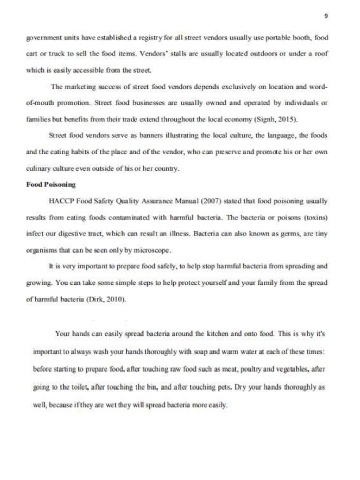 9
government units have established a registry for all street vendors usually use portable booth, food
cart or truck to sell the food items. Vendors' stalls are usually located outdoors or under a roof
which is easily accessible from the street.
The marketing success of street food vendors depends exclusively on location and word-
of-mouth promotion. Street food businesses are usually owned and operated by individuals or
families but benefits from their trade extend throughout the local economy (Signh, 2015).
Street food vendors serve as banners illustrating the local culture, the language, the foods
and the eating habits of the place and of the vendor, who can preserve and promote his or her own
culinary culture even outside of his or her country.
Food Poisoning
HACCP Food Safety Quality Assurance Manual (2007) stated that food poisoning usually
results from eating foods contaminated with harmful bacteria. The bacteria or poisons (toxins)
infect our digestive tract, which can result an illness. Bacteria can also known as germs, are tiny
organisms that can be seen only by microscope.
It is very important to prepare food safely, to help stop harmful bacteria from spreading and
growing. You can take some simple steps to help protect yourself and your family from the spread
of harmful bacteria (Dirk, 2010).
Your hands can easily spread bacteria around the kitchen and onto food. This is why it's
important to always wash your hands thoroughly with soap and warm water at each of these times:
before starting to prepare food, after touching raw food such as meat, poultry and vegetables, after
going to the toilet, after touching the bin, and after touching pets. Dry your hands thoroughly as
well, because if they are wet they will spread bacteria more easily.